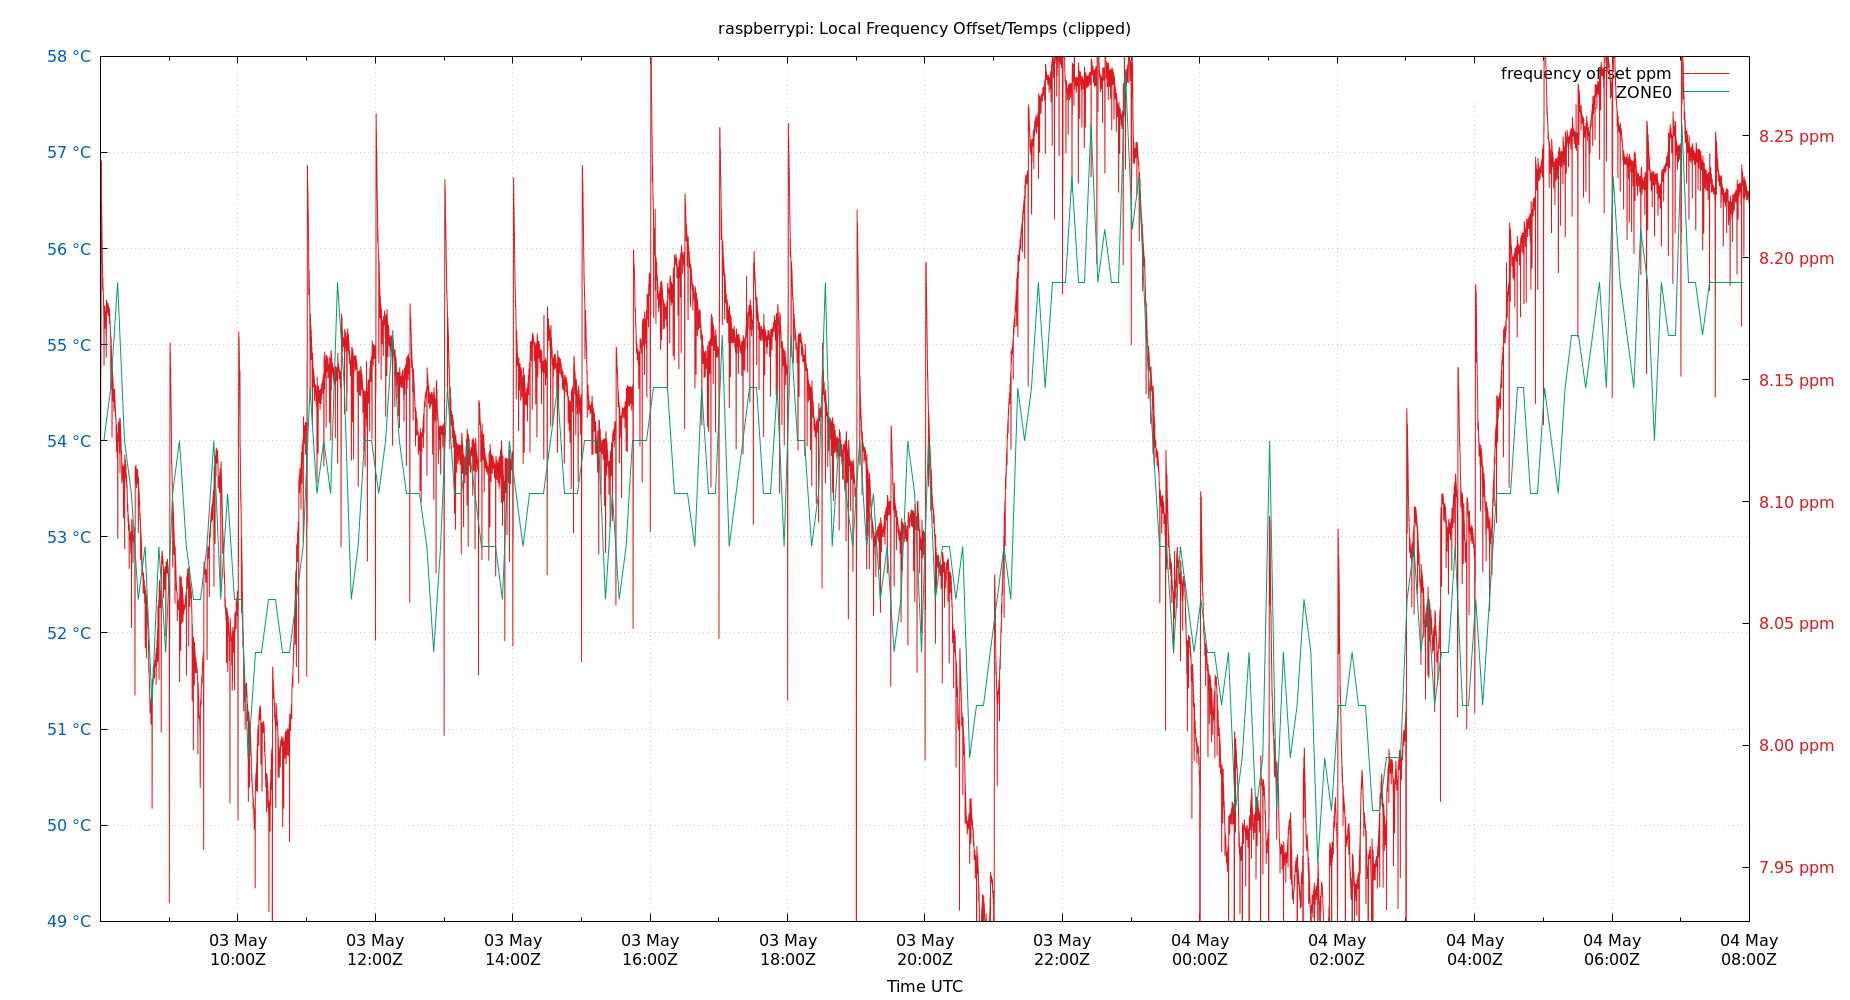 raspberrypi: Local Frequency Offset/Temps (clipped)
58 °C
57 °C
56 °C
55 °C
54 °C
53 °C
52 °C
51 °C
50 °C
49 °C
frequency offset ppm
ZONE0
8.25 ppm
8.20 ppm
8.15 ppm
8.10 ppm
8.05 ppm
8.00 ppm
7.95 ppm
03 May 03 May 03 May 03 May 03 May 03 May 03 May 04 May 04 May 04 May 04 May 04 May
10:00Z 12:00Z 14:00Z 16:00Z 18:00Z 20:00Z 22:00Z 00:00Z 02:00Z 04:00Z 06:00Z 08:00Z
Time UTC